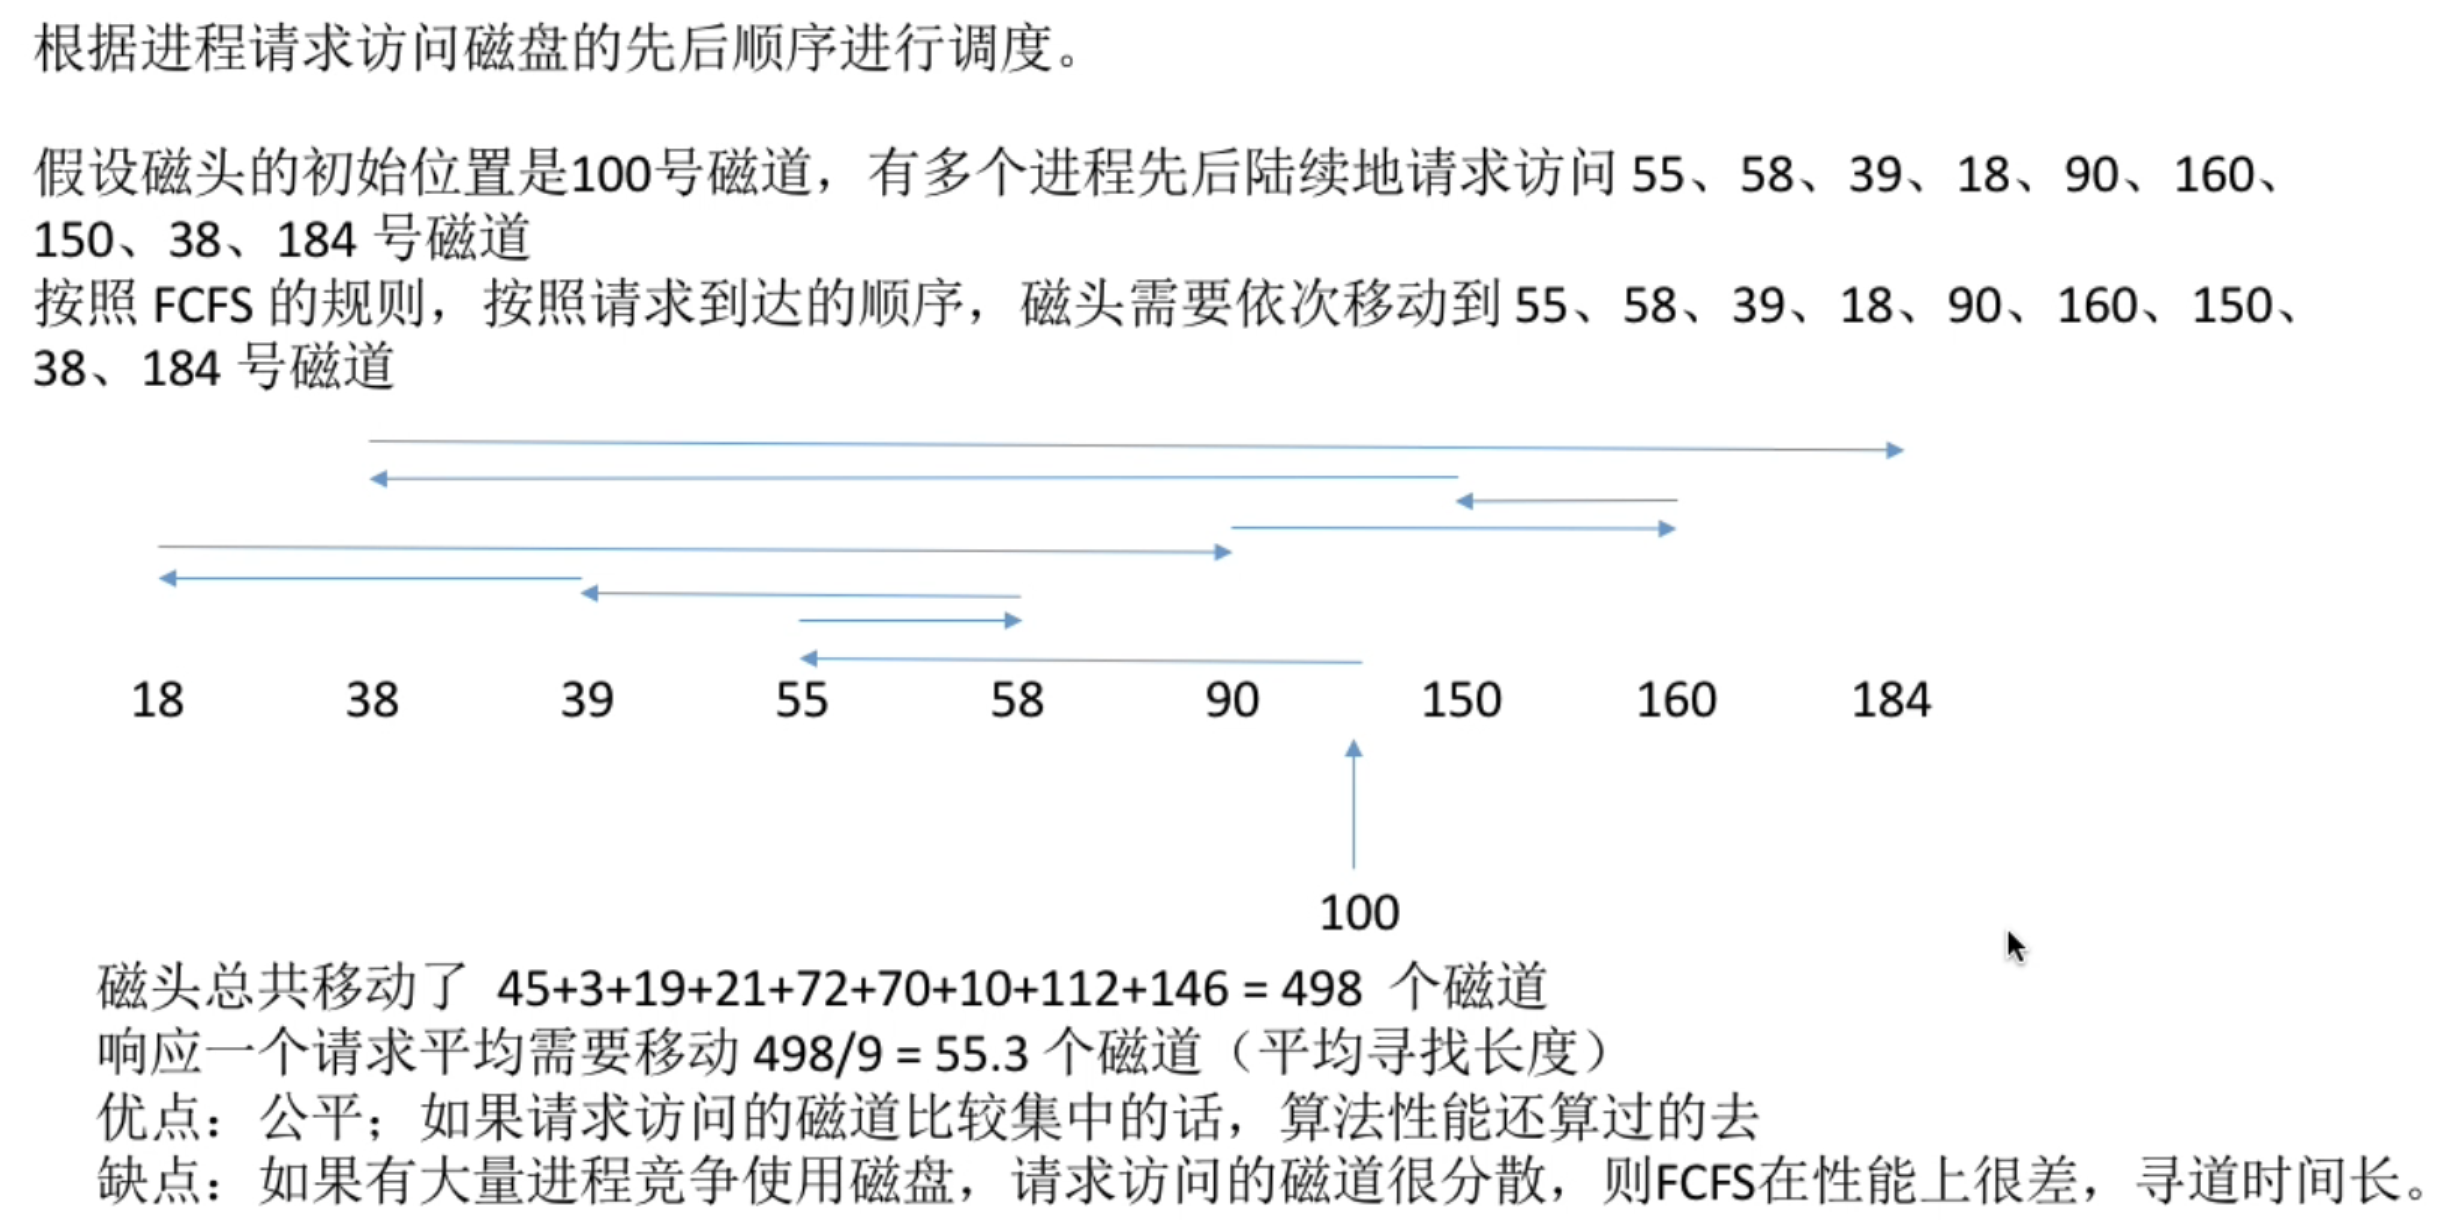 根据进程请求访问磁盘的先后顺序进行调度。
假设磁头的初始位置是100号磁道，有多个进程先后陆续地请求访问 55、58、39、18、90、160、
150、38、184 号磁道
按照 FCFS 的规则，按照请求到达的顺序，磁头需要依次移动到 55、58、39、18、90、160、150、
38、184 号磁道
18 38 39 55 58 90 150 160 184
100
磁头总共移动了 45+3+19+21+72+70+10+112+146 = 498 个磁道
响应一个请求平均需要移动 498/9 = 55.3 个磁道（平均寻找长度）
优点：公平；如果请求访问的磁道比较集中的话，算法性能还算过的去
缺点：如果有大量进程竞争使用磁盘，请求访问的磁道很分散，则FCFS在性能上很差，寻道时间长。